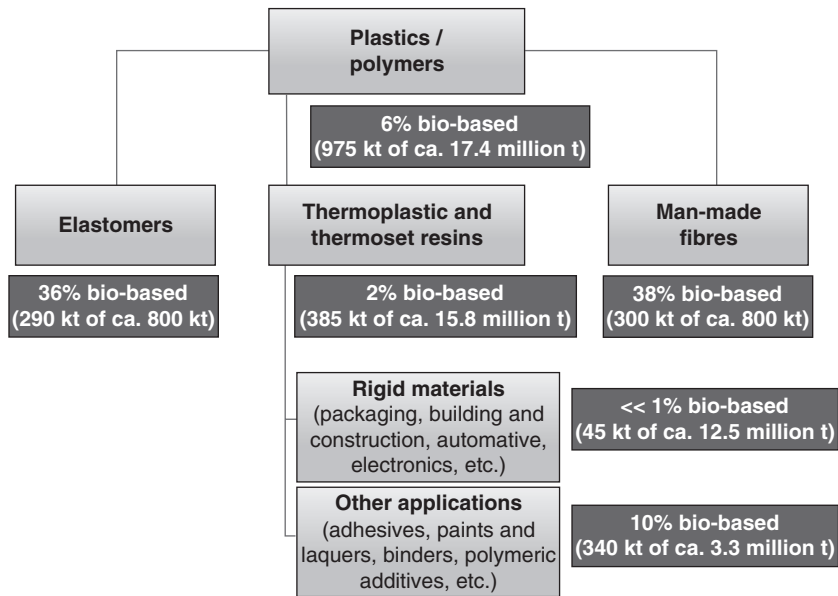 Plastics /
polymers
6% bio-based
(975 kt of ca. 17.4 million t)
Elastomers
36% bio-based
(290 kt of ca. 800 kt)
Thermoplastic and
thermoset resins
2% bio-based
(385 kt of ca. 15.8 million t)
Man-made
fibres
38% bio-based
(300 kt of ca. 800 kt)
Rigid materials
(packaging, building and
construction, automative,
electronics, etc.)
<< 1% bio-based
(45 kt of ca. 12.5 million t)
Other applications
(adhesives, paints and
laquers, binders, polymeric
additives, etc.)
10% bio-based
(340 kt of ca. 3.3 million t)